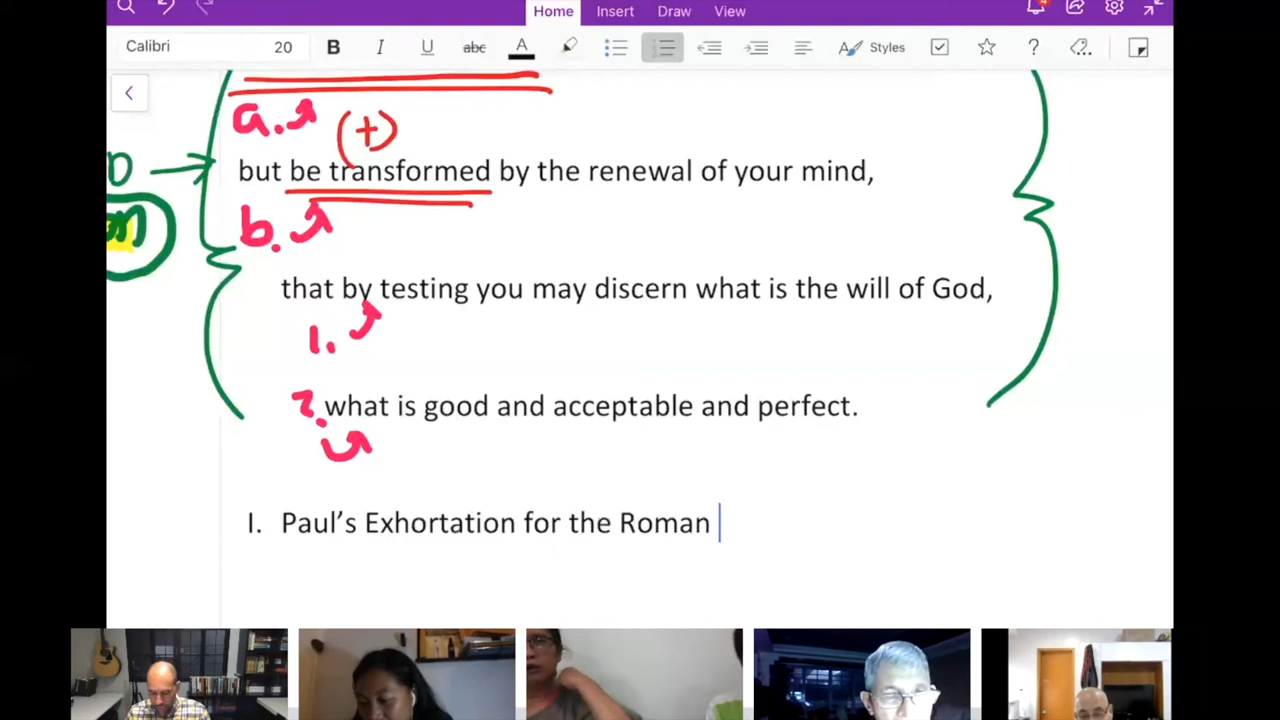 Home Insert Draw View
Calibri 20 B I U abc A Styles ?
a.
(+)
but be transformed by the renewal of your mind,
b.
that by testing you may discern what is the will of God,
1.
2. what is good and acceptable and perfect.
I. Paul's Exhortation for the Roman